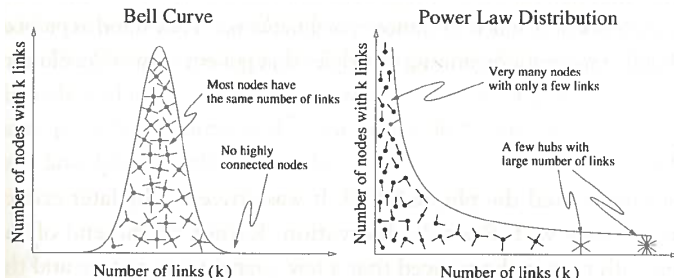 Bell Curve
Number of nodes with k links
Most nodes have
the same number of links
No highly
connected nodes
Number of links (k)
Power Law Distribution
Number of nodes with k links
Very many nodes
with only a few links
A few hubs with
large number of links
Number of links (k)